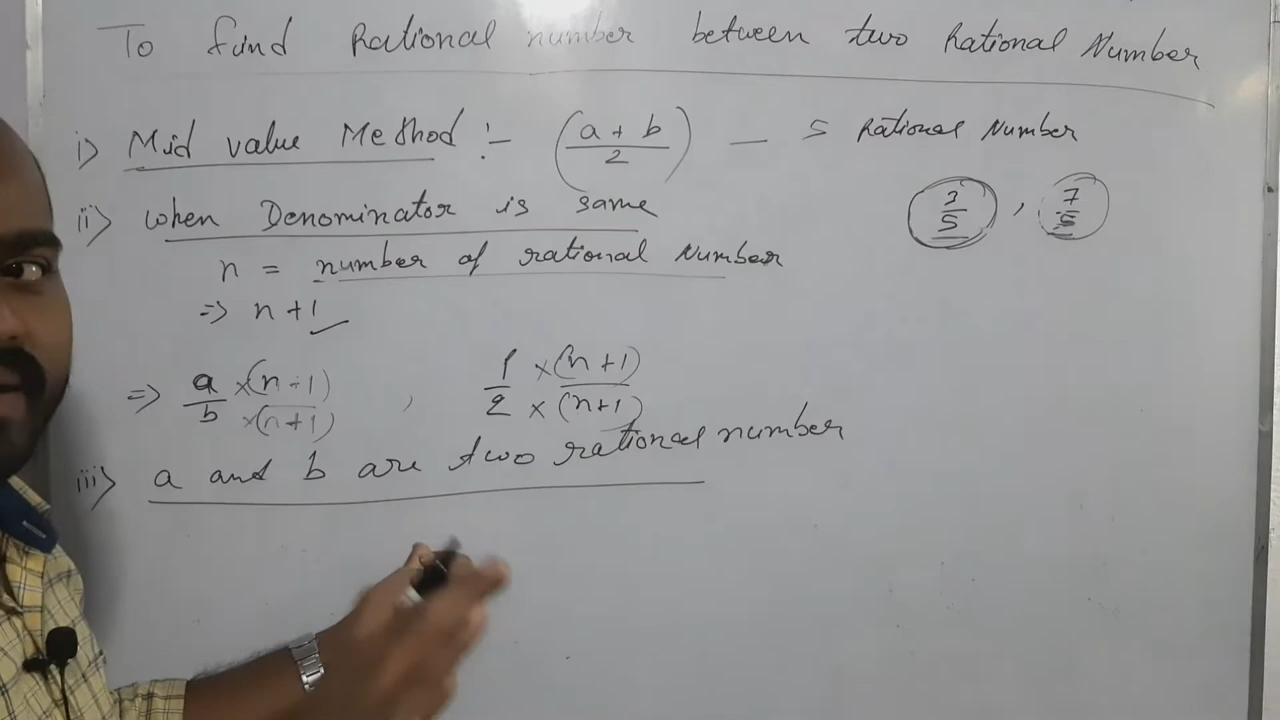 To find Rational number between two Rational Number
i) Mid value Method :- (a + b / 2) — 5 Rational Number
3/5 , 7/5
ii) when Denominator is same
n = number of rational Number
=> n + 1
=> a/b ×(n+1)/×(n+1) , 1/2 ×(n+1)/×(n+1)
iii) a and b are two rational number